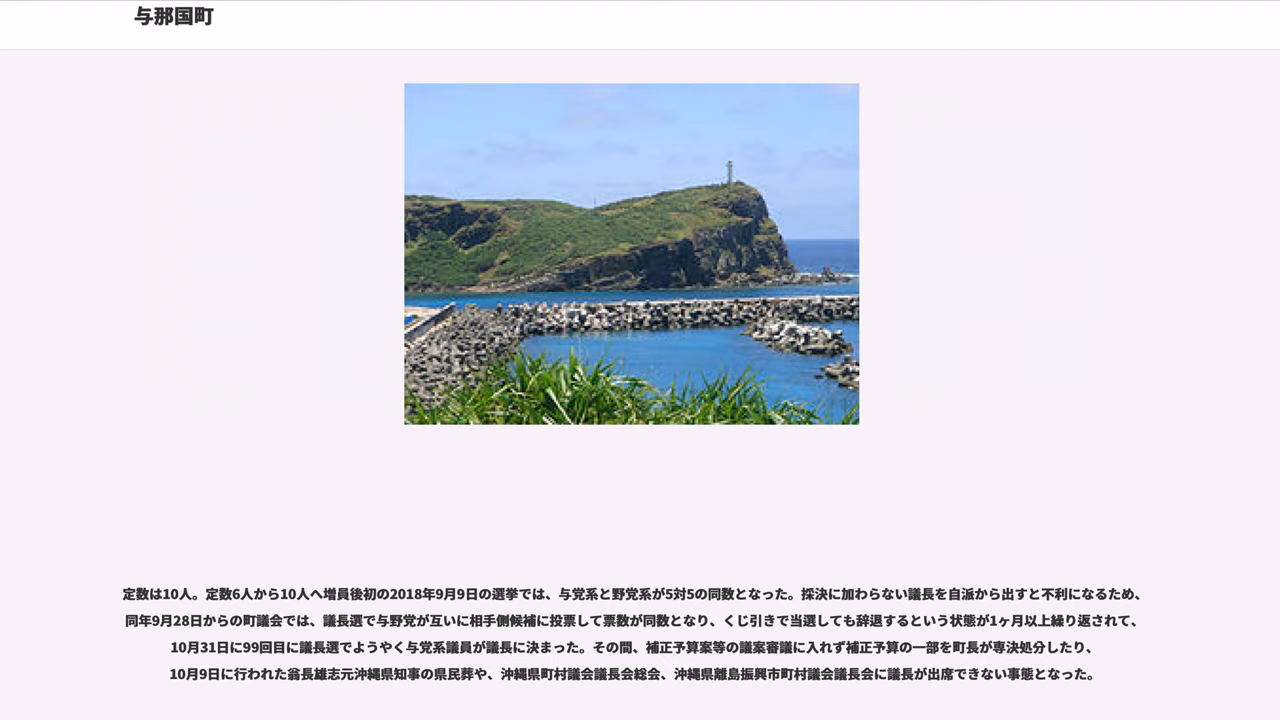 与那国町
定数は10人。定数6人から10人へ増員後初の2018年9月9日の選挙では、与党系と野党系が5対5の同数となった。採決に加わらない議長を自派から出すと不利になるため、
同年9月28日からの町議会では、議長選で与野党が互いに相手側候補に投票して票数が同数となり、くじ引きで当選しても辞退するという状態が1ヶ月以上繰り返されて、
10月31日に99回目に議長選でようやく与党系議員が議長に決まった。その間、補正予算案等の議案審議に入れず補正予算の一部を町長が専決処分したり、
10月9日に行われた翁長雄志元沖縄県知事の県民葬や、沖縄県町村議会議長会総会、沖縄県離島振興市町村議会議長会に議長が出席できない事態となった。